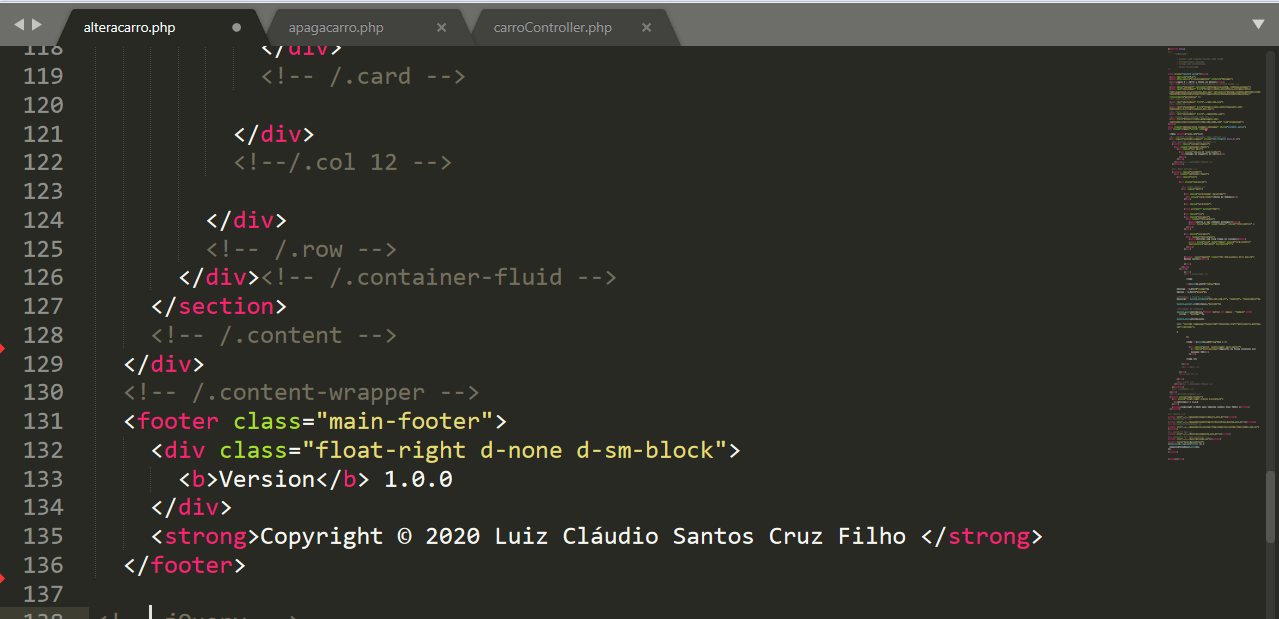 alteracarro.php apagacarro.php carroController.php
118 </div>
119 <!-- /.card -->
120
121 </div>
122 <!--/.col 12 -->
123
124 </div>
125 <!-- /.row -->
126 </div><!-- /.container-fluid -->
127 </section>
128 <!-- /.content -->
129 </div>
130 <!-- /.content-wrapper -->
131 <footer class="main-footer">
132 <div class="float-right d-none d-sm-block">
133 <b>Version</b> 1.0.0
134 </div>
135 <strong>Copyright © 2020 Luiz Cláudio Santos Cruz Filho </strong>
136 </footer>
137
138 <!-- jQuery -->